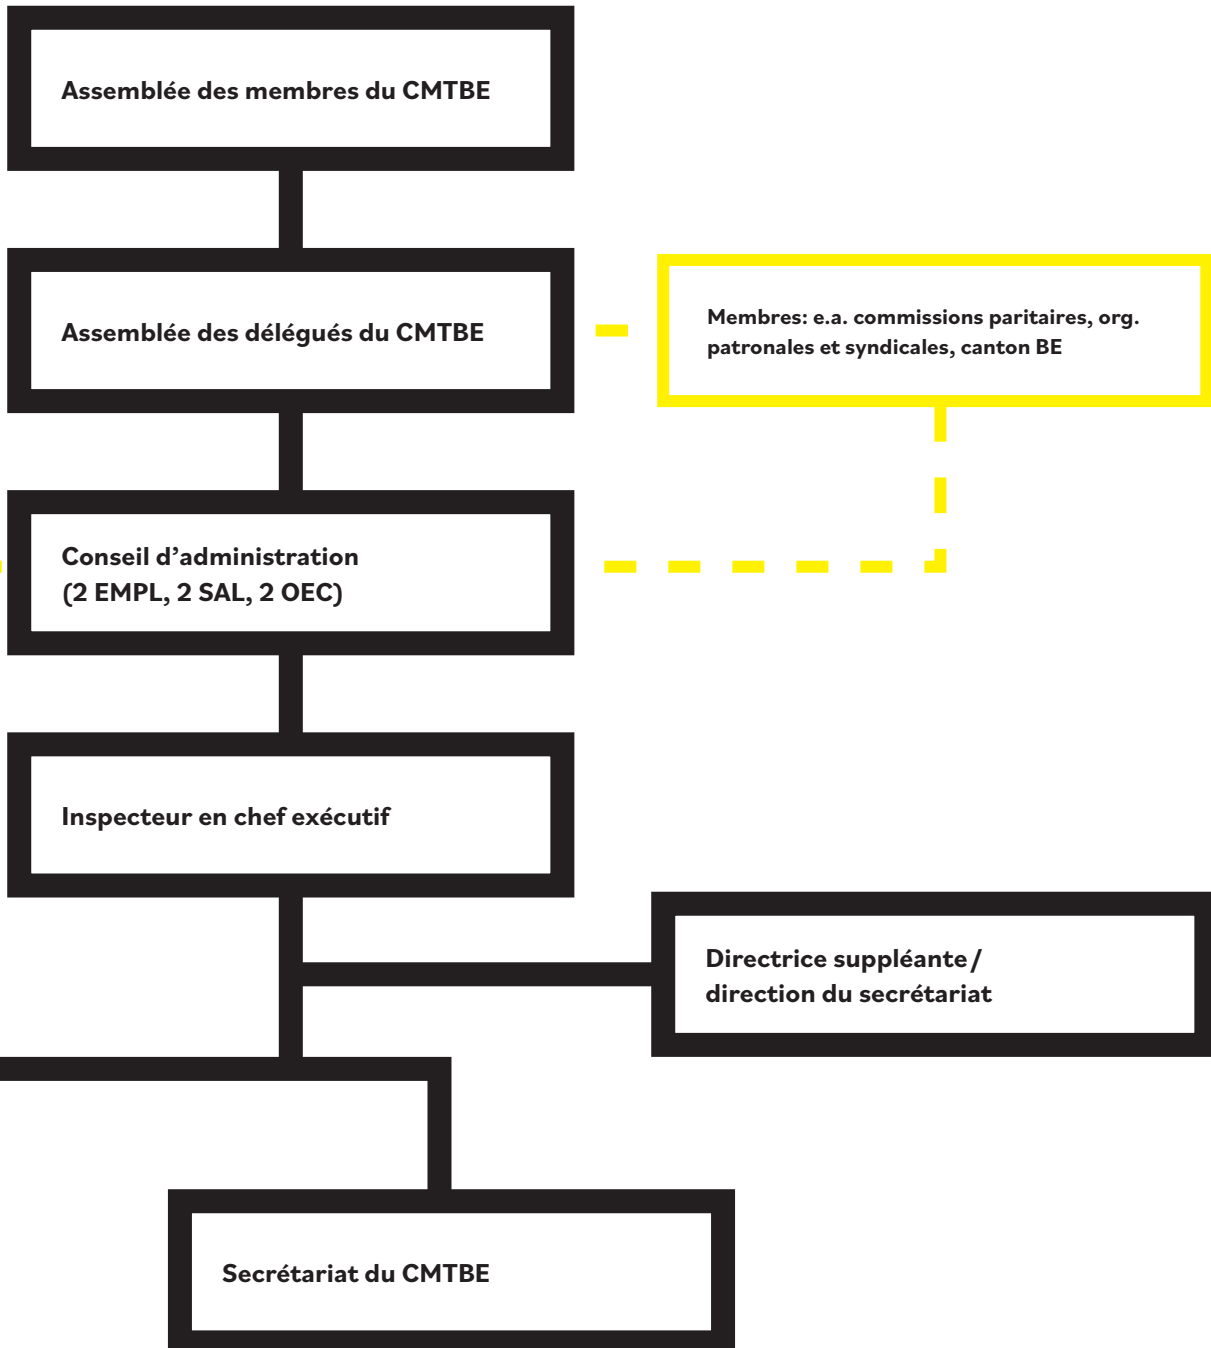 Assemblée des membres du CMTBE
Assemblée des délégués du CMTBE
Membres: e.a. commissions paritaires, org.
patronales et syndicales, canton BE
Conseil d’administration
(2 EMPL, 2 SAL, 2 OEC)
Inspecteur en chef exécutif
Directrice suppléante/
direction du secrétariat
Secrétariat du CMTBE